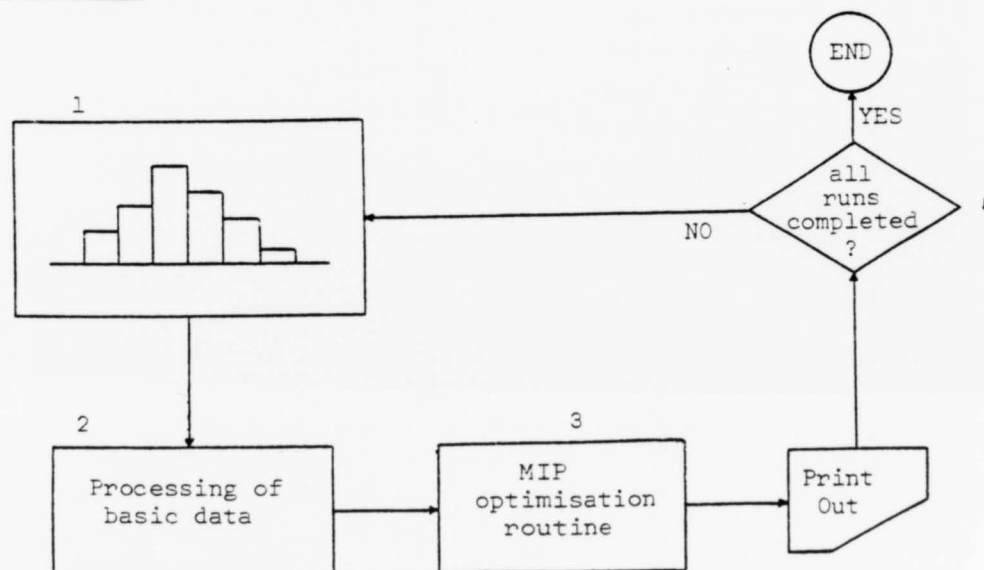 END
YES
1
all
runs
completed
?
NO
2
Processing of
basic data
3
MIP
optimisation
routine
Print
Out